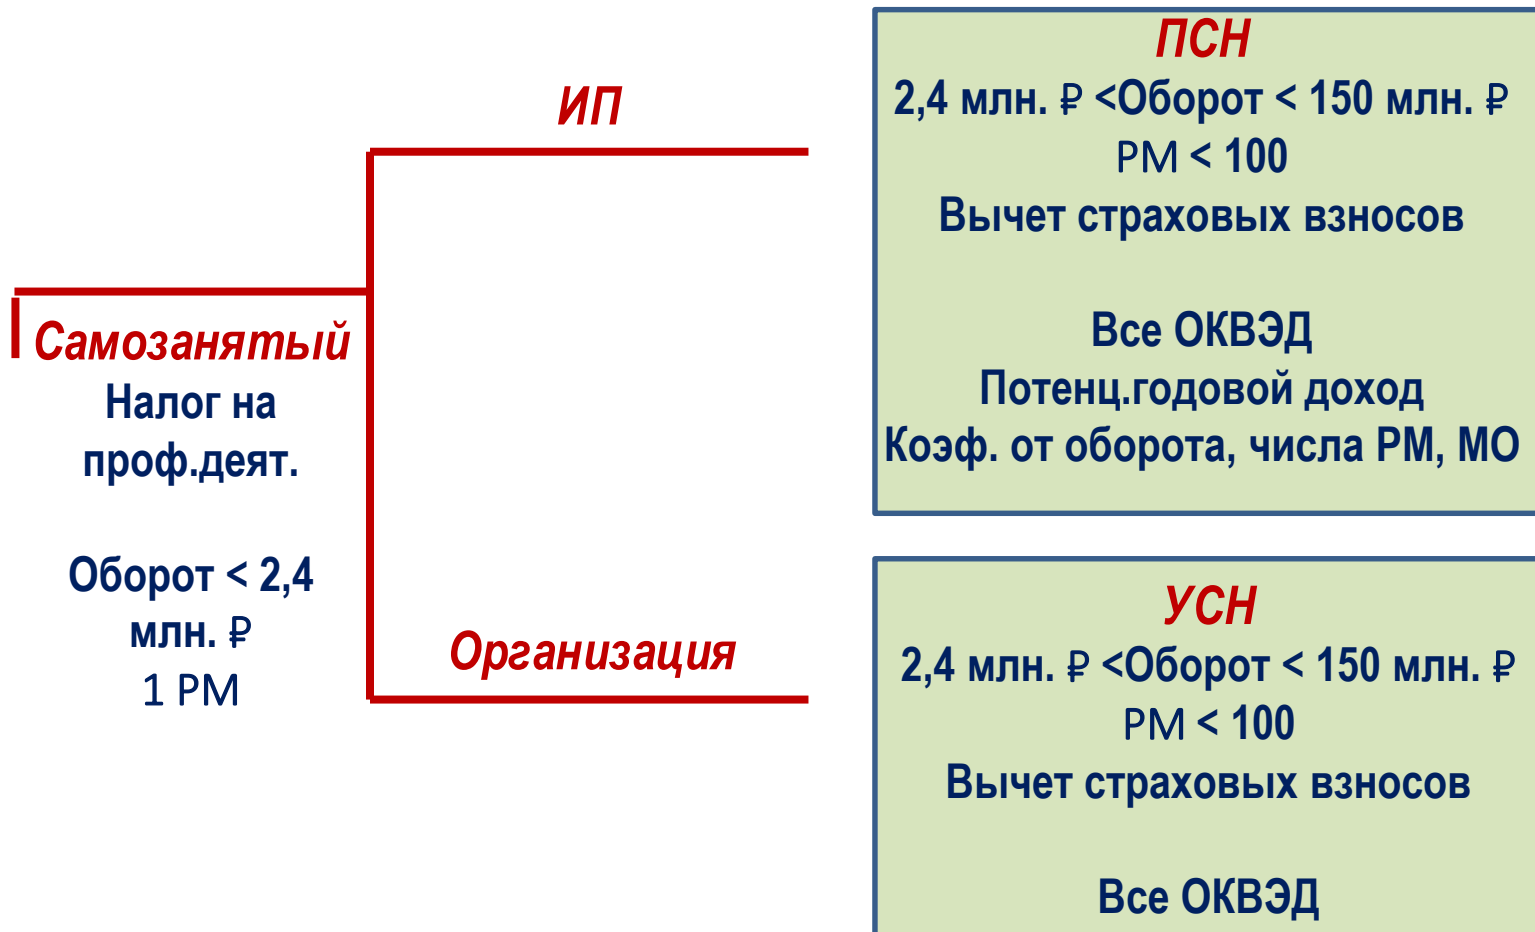 ИП
Самозанятый
Налог на
проф.деят.
Оборот < 2,4
млн. ₽
1 РМ
Организация
ПСН
2,4 млн. ₽ <Оборот < 150 млн. ₽
РМ < 100
Вычет страховых взносов
Все ОКВЭД
Потенц.годовой доход
Коэф. от оборота, числа РМ, МО
УСН
2,4 млн. ₽ <Оборот < 150 млн. ₽
РМ < 100
Вычет страховых взносов
Все ОКВЭД